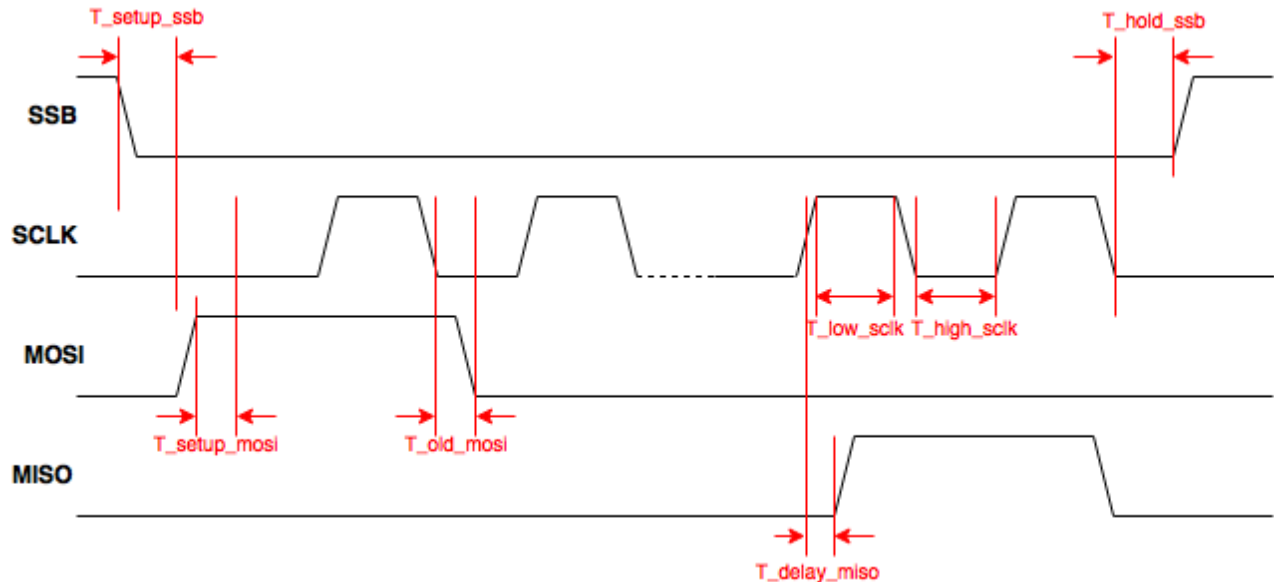 T_setup_ssb
T_hold_ssb
SSB
SCLK
T_low_sclk
T_high_sclk
MOSI
T_setup_mosi
T_old_mosi
MISO
T_delay_miso